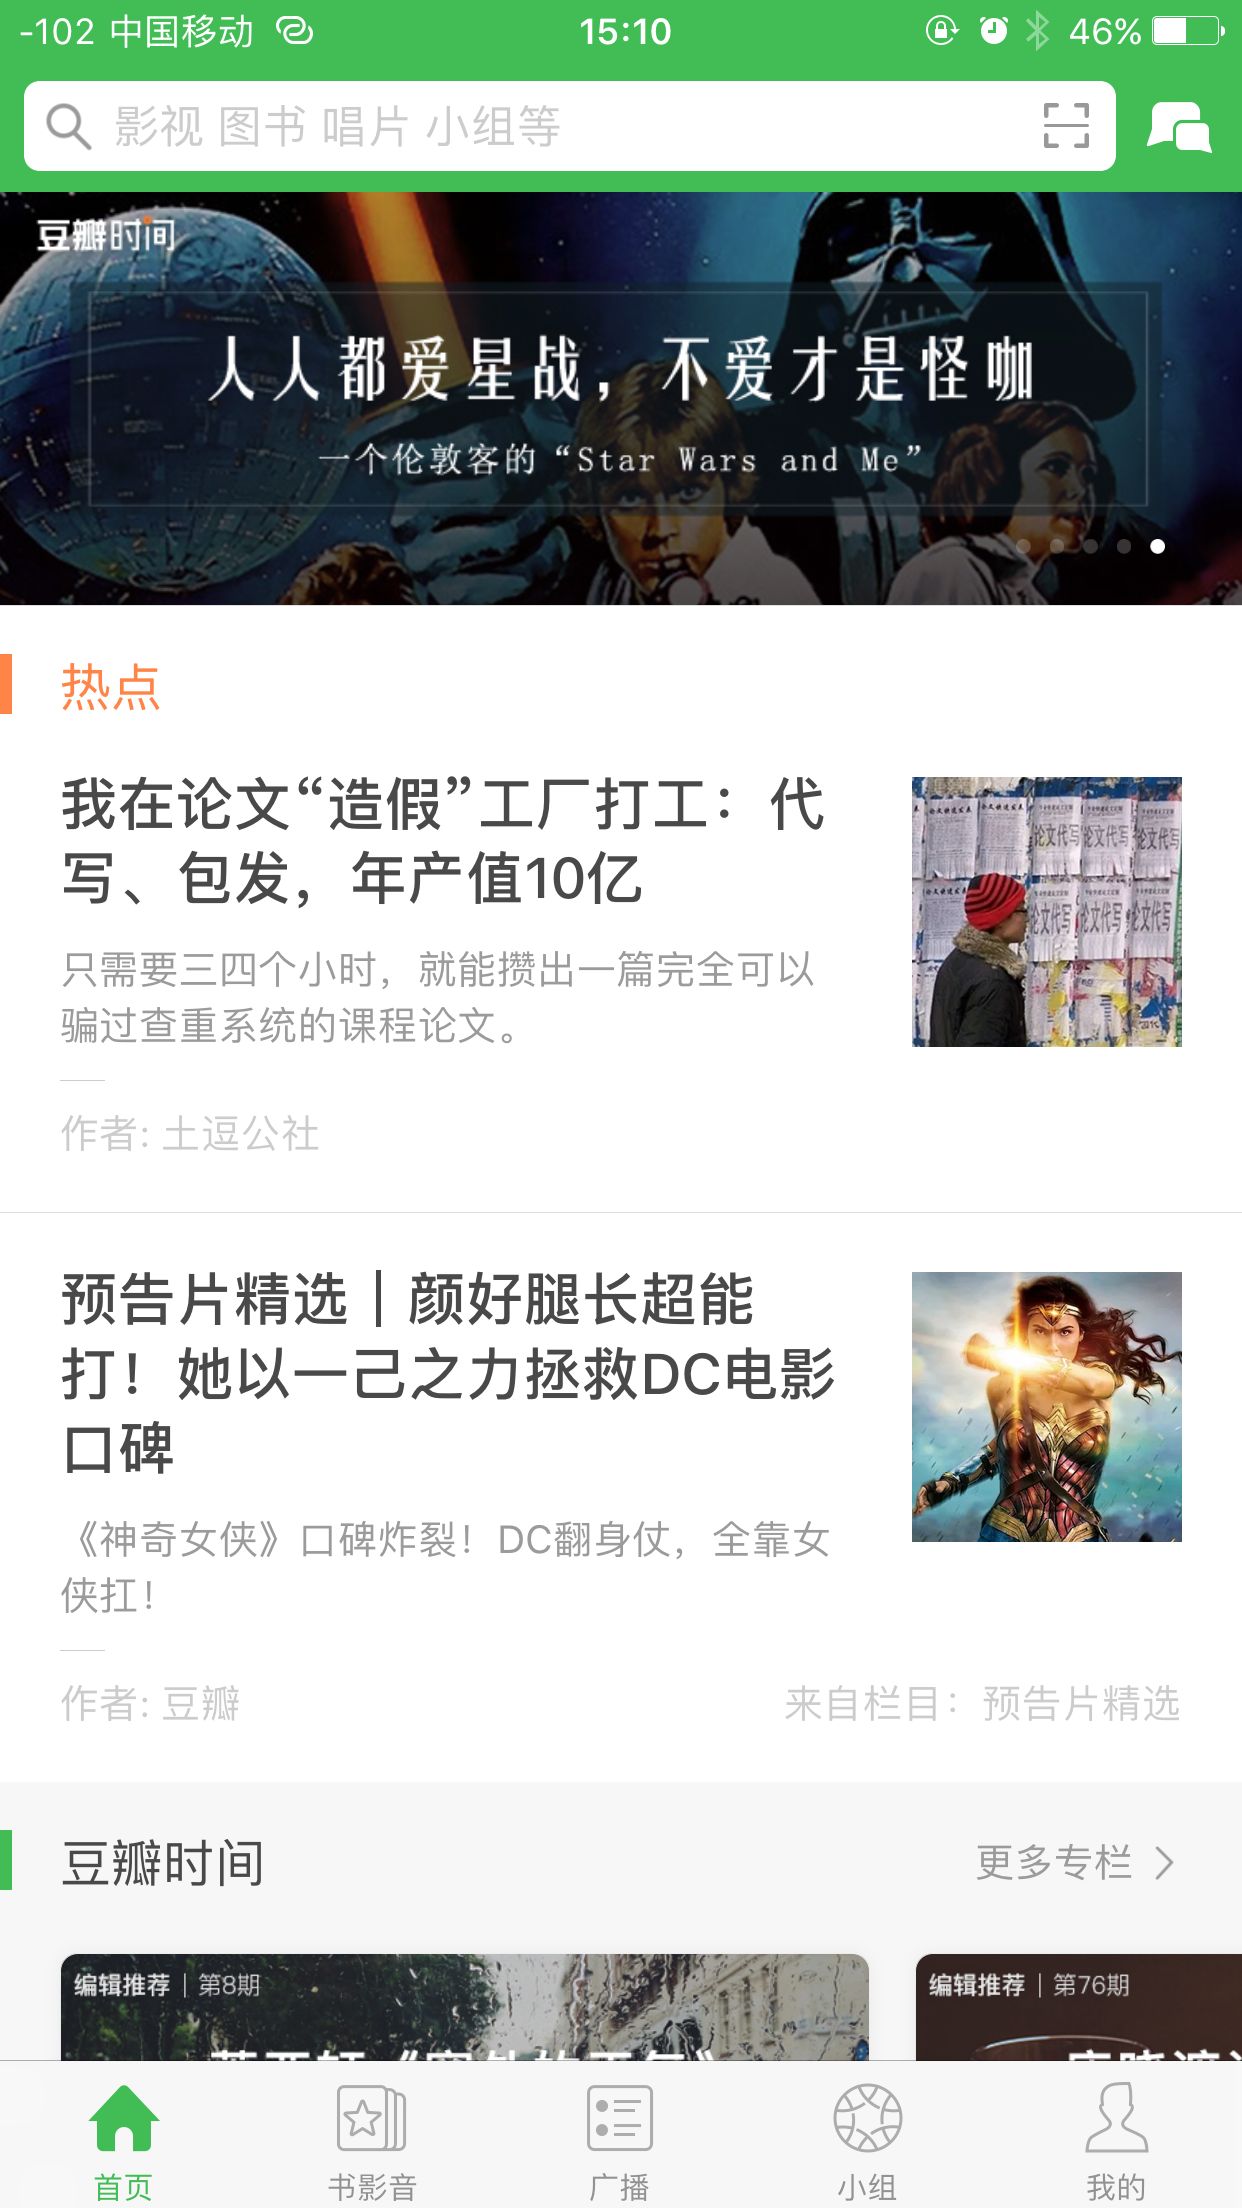 -102 中国移动 15:10 46%
影视 图书 唱片 小组等
豆瓣时间
人人都爱星战，不爱才是怪咖
一个伦敦客的“Star Wars and Me”
热点
我在论文“造假”工厂打工：代
写、包发，年产值10亿
只需要三四个小时，就能攒出一篇完全可以
骗过查重系统的课程论文。
作者: 土逗公社
论文代写 论文代写 论文代写
论文代写 论文代写 论文代写
预告片精选｜颜好腿长超能
打！她以一己之力拯救DC电影
口碑
《神奇女侠》口碑炸裂！DC翻身仗，全靠女
侠扛！
作者: 豆瓣
来自栏目：预告片精选
豆瓣时间
更多专栏
编辑推荐｜第8期
编辑推荐｜第76期
首页 书影音 广播 小组 我的